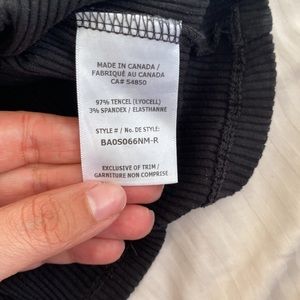 MADE IN CANADA /
FABRIQUÉ AU CANADA
CA# 54850
97% TENCEL (LYOCELL)
3% SPANDEX / ELASTHANNE
STYLE # / No. DE STYLE:
BA0S066NM-R
EXCLUSIVE OF TRIM /
GARNITURE NON COMPRISE